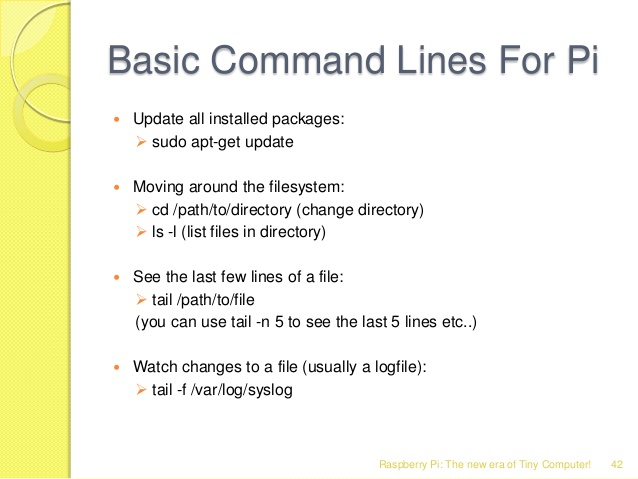 Basic Command Lines For Pi
Update all installed packages:
sudo apt-get update
Moving around the filesystem:
cd /path/to/directory (change directory)
ls -l (list files in directory)
See the last few lines of a file:
tail /path/to/file
(you can use tail -n 5 to see the last 5 lines etc..)
Watch changes to a file (usually a logfile):
tail -f /var/log/syslog
Raspberry Pi: The new era of Tiny Computer! 42